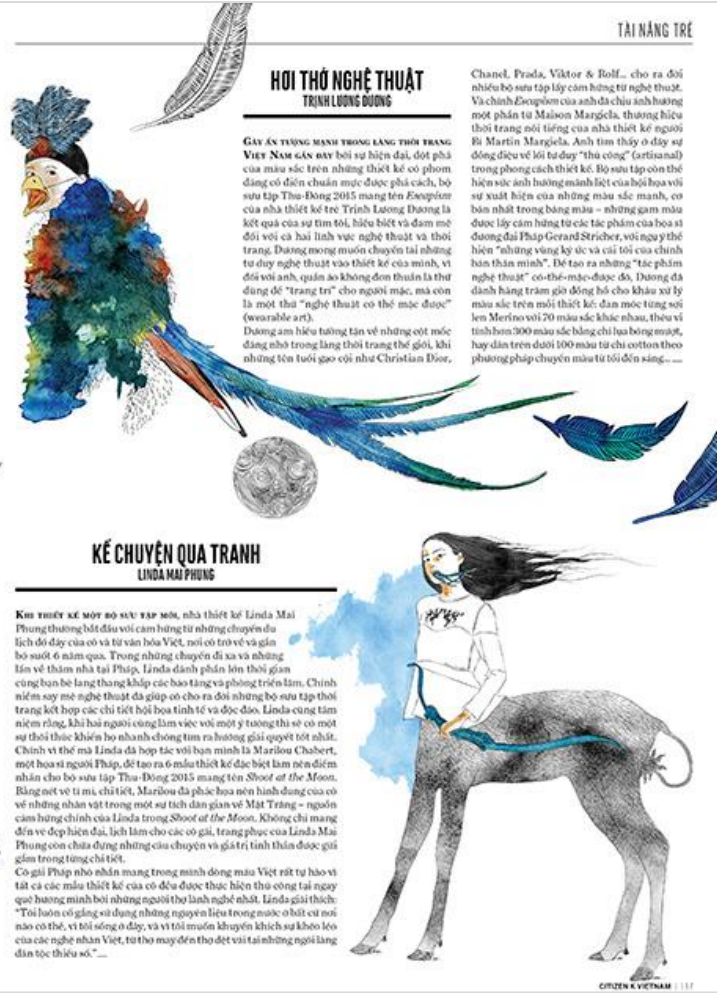 TÀI NĂNG TRẺ
HƠI THỞ NGHỆ THUẬT
TRỊNH LƯƠNG DƯƠNG
GÂY ẤN TƯỢNG MẠNH TRONG LÀNG THỜI TRANG
VIỆT NAM GẦN ĐÂY bởi sự hiện đại, đột phá
của màu sắc trên những thiết kế có phom
dáng cổ điển chuẩn mực được phá cách, bộ
sưu tập Thu-Đông 2015 mang tên Escapism
của nhà thiết kế trẻ Trịnh Lương Dương là
kết quả của sự tìm tòi, hiểu biết và đam mê
đối với cả hai lĩnh vực nghệ thuật và thời
trang. Dương mong muốn chuyển tải những
tư duy nghệ thuật vào thiết kế của mình, vì
đối với anh, quần áo không đơn thuần là thứ
dùng để “trang trí” cho người mặc, mà còn
là một thứ “nghệ thuật có thể mặc được”
(wearable art).
Dương am hiểu tường tận về những cột mốc
đáng nhớ trong làng thời trang thế giới, khi
những tên tuổi gạo cội như Christian Dior,
Chanel, Prada, Viktor & Rolf... cho ra đời
nhiều bộ sưu tập lấy cảm hứng từ nghệ thuật.
Và chính Escapism của anh đã chịu ảnh hưởng
một phần từ Maison Margiela, thương hiệu
thời trang nổi tiếng của nhà thiết kế người
Bỉ Martin Margiela. Anh tìm thấy ở đây sự
đồng điệu về lối tư duy “thủ công” (artisanal)
trong phong cách thiết kế. Bộ sưu tập còn thể
hiện sức ảnh hưởng mãnh liệt của hội họa với
sự xuất hiện của những màu sắc mạnh, cơ
bản nhất trong bảng màu – những gam màu
được lấy cảm hứng từ các tác phẩm của họa sĩ
đương đại Pháp Gerard Stricher, với ngụ ý thể
hiện “những vùng ký ức và cái tôi của chính
bản thân mình”. Để tạo ra những “tác phẩm
nghệ thuật” có-thể-mặc-được đó, Dương đã
dành hàng trăm giờ đồng hồ cho khâu xử lý
màu sắc trên mỗi thiết kế: đan móc từng sợi
len Merino với 70 màu sắc khác nhau, thêu vi
tính hơn 300 màu sắc bằng chỉ lụa bóng mượt,
hay dán trên dưới 100 màu từ chỉ cotton theo
phương pháp chuyển màu từ tối đến sáng...
KỂ CHUYỆN QUA TRANH
LINDA MAI PHUNG
KHI THIẾT KẾ MỘT BỘ SƯU TẬP MỚI, nhà thiết kế Linda Mai
Phung thường bắt đầu với cảm hứng từ những chuyến du
lịch đó đây của cô và từ văn hóa Việt, nơi cô trở về và gắn
bó suốt 6 năm qua. Trong những chuyến đi xa và những
lần về thăm nhà tại Pháp, Linda dành phần lớn thời gian
cùng bạn bè lang thang khắp các bảo tàng và phòng triển lãm. Chính
niềm say mê nghệ thuật đã giúp cô cho ra đời những bộ sưu tập thời
trang kết hợp các chi tiết hội họa tinh tế và độc đáo. Linda cũng tâm
niệm rằng, khi hai người cùng làm việc với một ý tưởng thì sẽ có một
sự thôi thúc khiến họ nhanh chóng tìm ra hướng giải quyết tốt nhất.
Chính vì thế mà Linda đã hợp tác với bạn mình là Marilou Chabert,
một họa sĩ người Pháp, để tạo ra 6 mẫu thiết kế đặc biệt làm nên điểm
nhấn cho bộ sưu tập Thu-Đông 2015 mang tên Shoot at the Moon.
Bằng nét vẽ tỉ mỉ, chi tiết, Marilou đã phác họa nên hình dung của cô
về những nhân vật trong một sự tích dân gian về Mặt Trăng – nguồn
cảm hứng chính của Linda trong Shoot at the Moon. Không chỉ mang
đến vẻ đẹp hiện đại, lịch lãm cho các cô gái, trang phục của Linda Mai
Phung còn chứa đựng những câu chuyện và giá trị tinh thần được gửi
gắm trong từng chi tiết.
Cô gái Pháp nhỏ nhắn mang trong mình dòng máu Việt rất tự hào vì
tất cả các mẫu thiết kế của cô đều được thực hiện thủ công tại ngay
quê hương mình bởi những người thợ lành nghề nhất. Linda giải thích:
“Tôi luôn cố gắng sử dụng những nguyên liệu trong nước ở bất cứ nơi
nào có thể, vì tôi sống ở đây, và vì tôi muốn khuyến khích sự khéo léo
của các nghệ nhân Việt, từ thợ may đến thợ dệt vải tại những ngôi làng
dân tộc thiểu số.”
CITIZEN K VIETNAM | 157